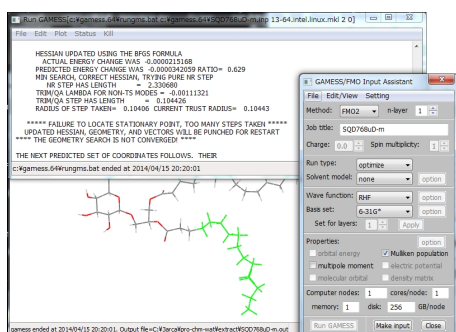 Run GAMESS[c:¥gamess.64¥rungms.bat c:¥gamess.64¥SQD768uD-m.inp 13-64.intel.linux.mkl 2 0]
File Edit Plot Status Kill
HESSIAN UPDATED USING THE BFGS FORMULA
ACTUAL ENERGY CHANGE WAS -0.0000215168
PREDICTED ENERGY CHANGE WAS -0.0000342059 RATIO= 0.629
MIN SEARCH, CORRECT HESSIAN, TRYING PURE NR STEP
NR STEP HAS LENGTH = 2.330680
TRIM/QA LAMBDA FOR NON-TS MODES = -0.00111321
TRIM/QA STEP HAS LENGTH = 0.104426
RADIUS OF STEP TAKEN= 0.10406 CURRENT TRUST RADIUS= 0.10443
***** FAILURE TO LOCATE STATIONARY POINT, TOO MANY STEPS TAKEN *****
UPDATED HESSIAN, GEOMETRY, AND VECTORS WILL BE PUNCHED FOR RESTART
**** THE GEOMETRY SEARCH IS NOT CONVERGED! ****
THE NEXT PREDICTED SET OF COORDINATES FOLLOWS. THEIR
c:¥gamess.64¥rungms.bat ended at 2014/04/15 20:20:01
GAMESS/FMO Input Assistant
File Edit/View Setting
Method: FMO2 n-layer 1
Job title: SQD768uD-m
Charge: 0.0 Spin multiplicity: 1
Run type: optimize
Solvent model: none option
Wave function: RHF option
Basis set: 6-31G* option
Set for layers: 1 Apply
Properties: option
orbital energy Mulliken population
multipole moment electric potential
molecular orbital density matrix
Computer nodes: 1 cores/node: 1
memory: 1 disk: 256 GB/node
Run GAMESS Make input Close
gamess ended at 2014/04/15 20:20:01. Output file=C:¥3arca¥pro-chm-wat¥extract¥SQD768uD-m.out